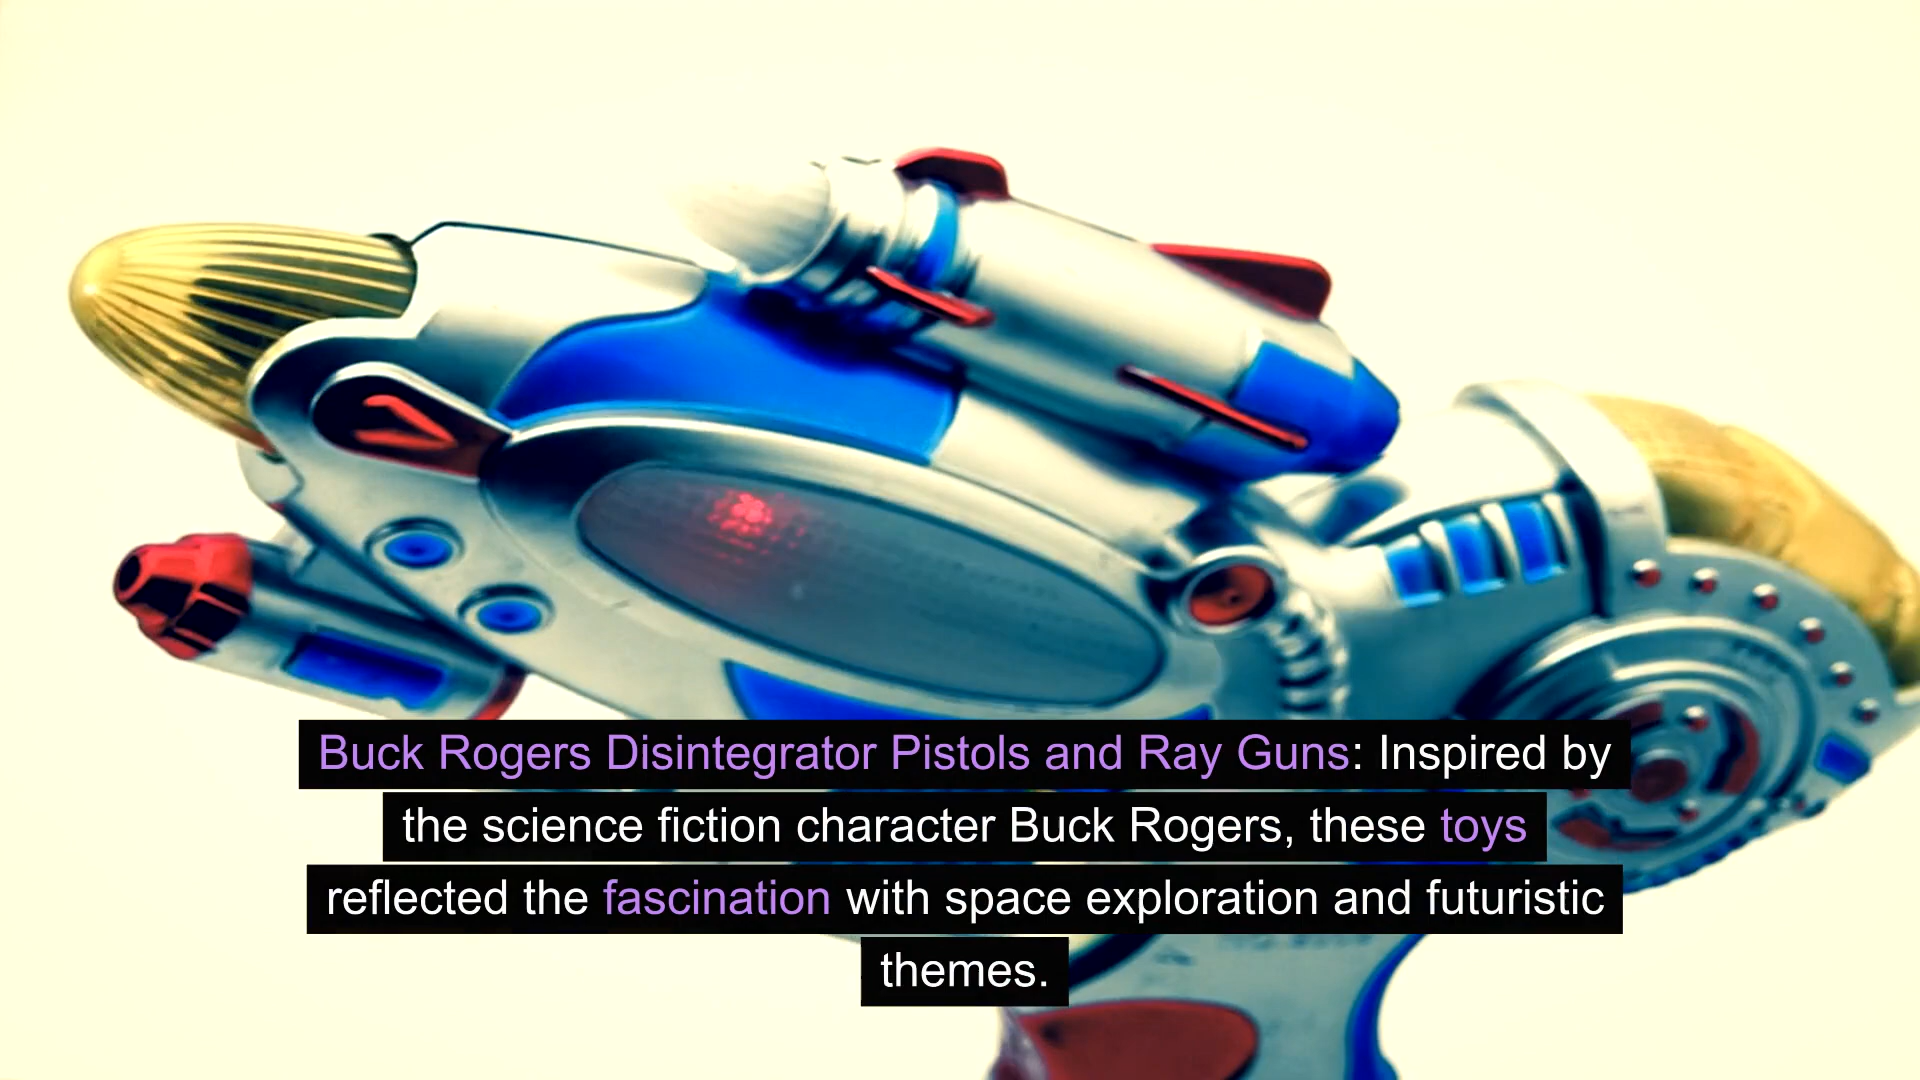 Buck Rogers Disintegrator Pistols and Ray Guns: Inspired by
the science fiction character Buck Rogers, these toys
reflected the fascination with space exploration and futuristic
themes.